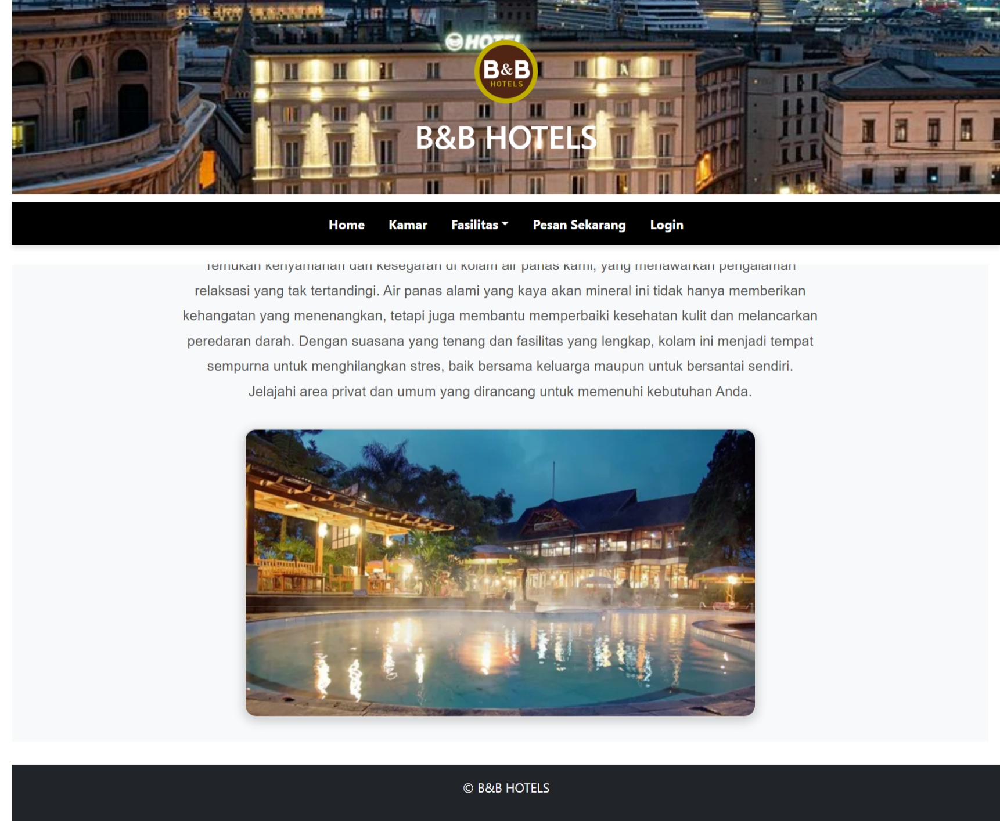 HOTEL
B&B
HOTELS
B&B HOTELS
Home Kamar Fasilitas Pesan Sekarang Login
Temukan kenyamanan dan kesegaran di kolam air panas kami, yang menawarkan pengalaman
relaksasi yang tak tertandingi. Air panas alami yang kaya akan mineral ini tidak hanya memberikan
kehangatan yang menenangkan, tetapi juga membantu memperbaiki kesehatan kulit dan melancarkan
peredaran darah. Dengan suasana yang tenang dan fasilitas yang lengkap, kolam ini menjadi tempat
sempurna untuk menghilangkan stres, baik bersama keluarga maupun untuk bersantai sendiri.
Jelajahi area privat dan umum yang dirancang untuk memenuhi kebutuhan Anda.
© B&B HOTELS